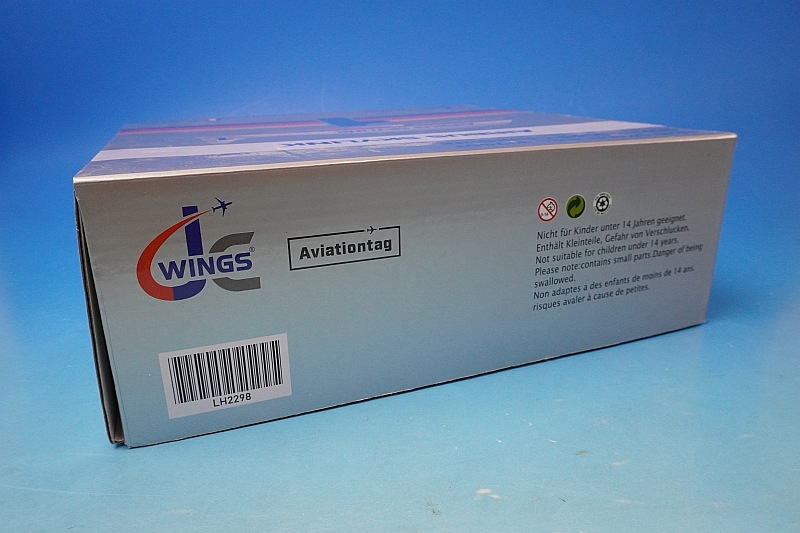 JC
WINGS®
Aviationtag
Nicht für Kinder unter 14 Jahren geeignet.
Enthält Kleinteile, Gefahr von Verschlucken.
Not suitable for children under 14 years.
Please note:contains small parts.Danger of being
swallowed.
Non adaptes a des enfants de moins de 14 ans.
risques avaler à cause de petites.
LH2298